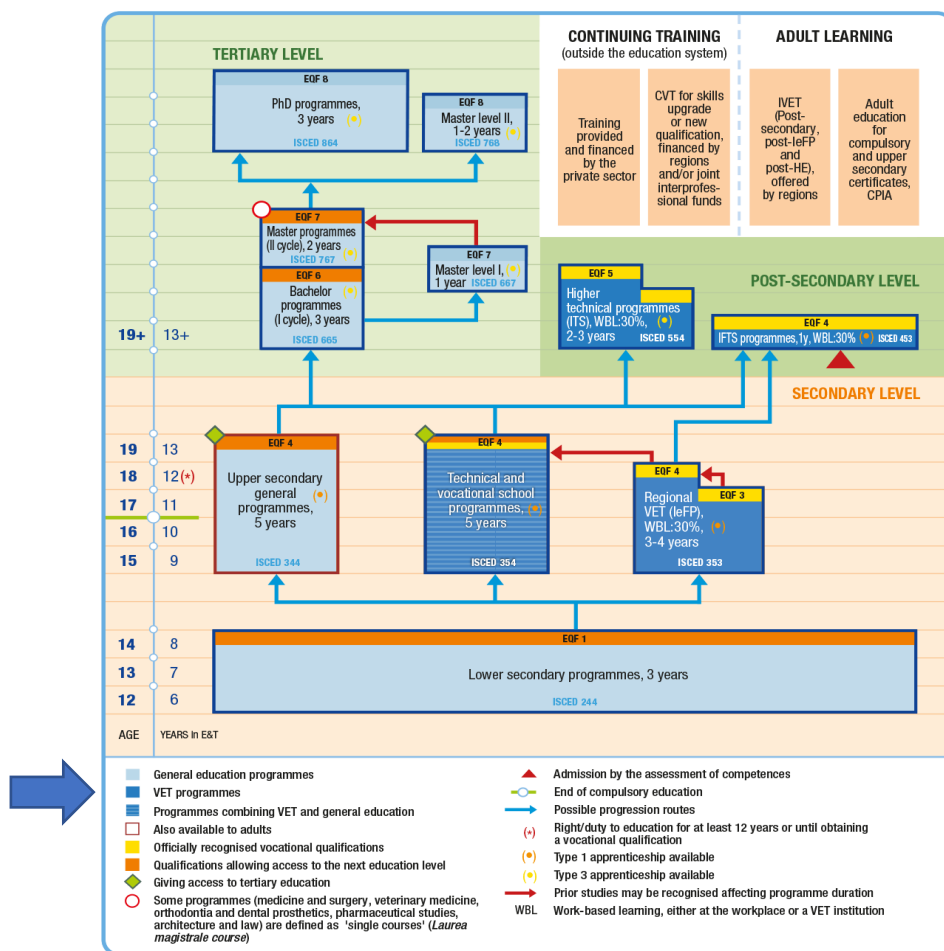 TERTIARY LEVEL
CONTINUING TRAINING
(outside the education system)
ADULT LEARNING
EQF 8
PhD programmes,
3 years (•)
ISCED 864
EQF 8
Master level II,
1-2 years (•)
ISCED 768
Training
provided
and financed
by the
private sector
CVT for skills
upgrade
or new
qualification,
financed by
regions
and/or joint
interprofes-
sional funds
IVET
(Post-
secondary,
post-IeFP
and
post-HE),
offered
by regions
Adult
education
for
compulsory
and upper
secondary
certificates,
CPIA
EQF 7
Master programmes
(II cycle), 2 years
(•)
ISCED 767
EQF 6
Bachelor (•)
programmes
(I cycle), 3 years
ISCED 665
EQF 7
Master level I, (•)
1 year ISCED 667
POST-SECONDARY LEVEL
EQF 5
Higher
technical programmes
(ITS), WBL:30%, (•)
2-3 years ISCED 554
EQF 4
IFTS programmes,1y, WBL:30% (•) ISCED 453
19+ 13+
SECONDARY LEVEL
19 13
18 12(*)
17 11
16 10
15 9
EQF 4
Upper secondary
general (•)
programmes,
5 years
ISCED 344
EQF 4
Technical and
vocational school
programmes, (•)
5 years
ISCED 354
EQF 4
EQF 3
Regional
VET (IeFP),
WBL:30%, (•)
3-4 years
ISCED 353
EQF 1
14 8
13 7
12 6
Lower secondary programmes, 3 years
ISCED 244
AGE YEARS in E&T
General education programmes
VET programmes
Programmes combining VET and general education
Also available to adults
Officially recognised vocational qualifications
Qualifications allowing access to the next education level
Giving access to tertiary education
Some programmes (medicine and surgery, veterinary medicine,
orthodontia and dental prosthetics, pharmaceutical studies,
architecture and law) are defined as 'single courses' (Laurea
magistrale course)
Admission by the assessment of competences
End of compulsory education
Possible progression routes
(*) Right/duty to education for at least 12 years or until obtaining
a vocational qualification
(•) Type 1 apprenticeship available
(•) Type 3 apprenticeship available
Prior studies may be recognised affecting programme duration
WBL Work-based learning, either at the workplace or a VET institution